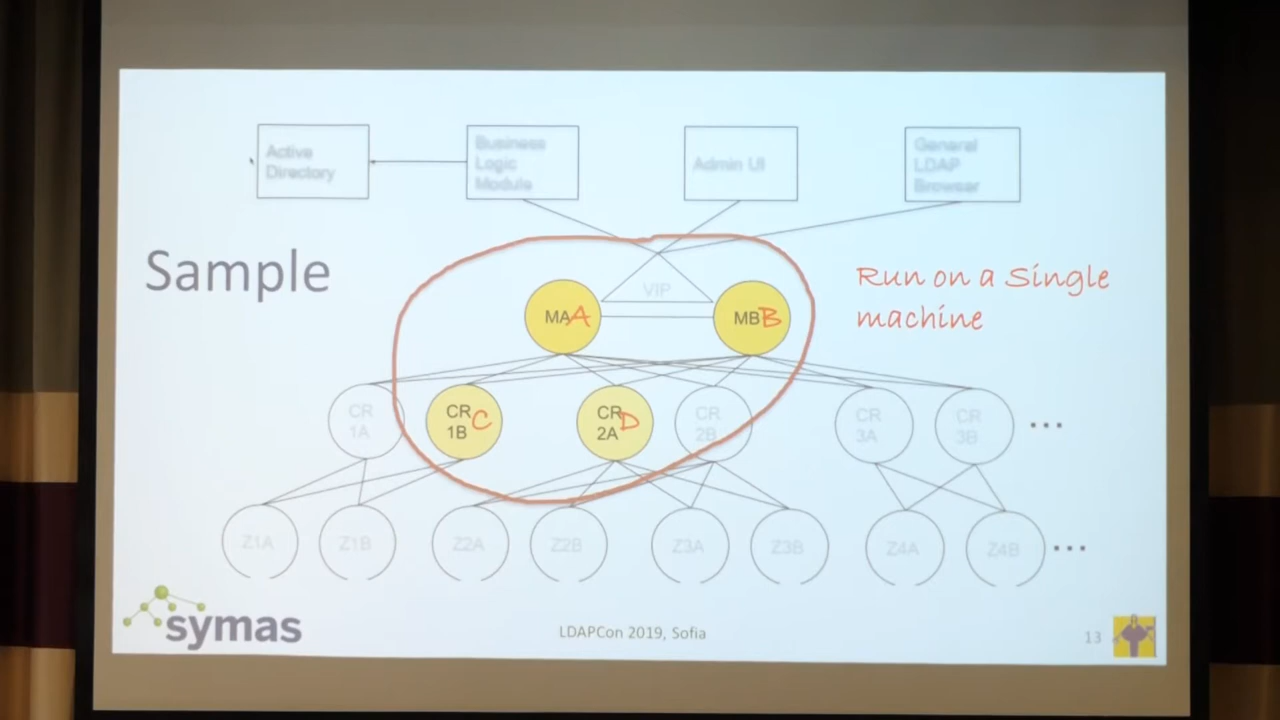 Active
Directory
Business
Logic
Module
Admin UI
General
LDAP
Browser
Sample
VIP
Run on a Single
machine
MAA
MBB
CR
1A
CR
1B
C
CR
2A
D
CR
2B
CR
3A
CR
3B
...
Z1A
Z1B
Z2A
Z2B
Z3A
Z3B
Z4A
Z4B
...
symas
LDAPCon 2019, Sofia
13